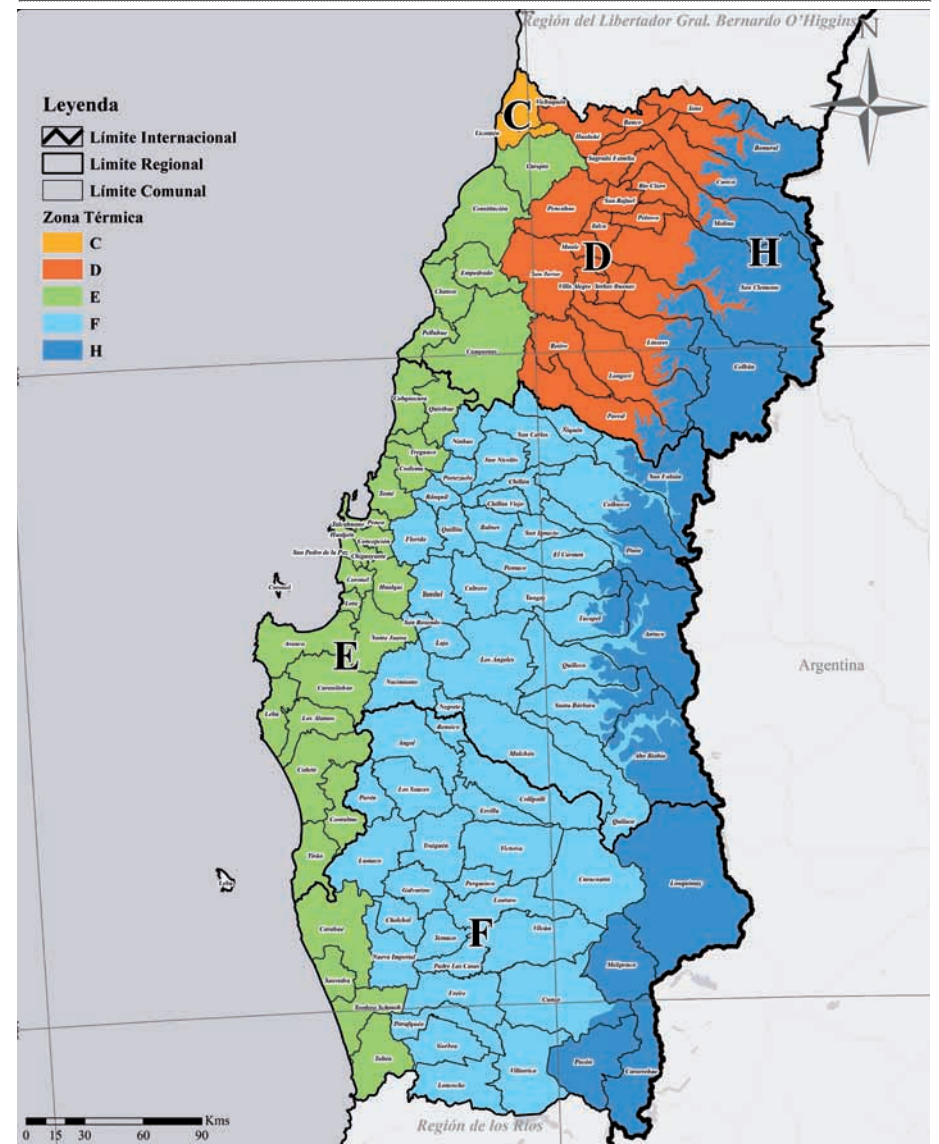 Región del Libertador Gral. Bernardo O'Higgins
N
Leyenda
Límite Internacional
Límite Regional
Límite Comunal
Zona Térmica
C
D
E
F
H
C
Vichuquén
Licantén
Hualañé
Rauco
Teno
Romeral
Sagrada Familia
Curepto
Río Claro
Curicó
Constitución
Pencahue
San Rafael
Pelarco
Molina
Talca
Maule
D
H
Empedrado
San Javier
Villa Alegre
Yerbas Buenas
San Clemente
Chanco
Pelluhue
Cauquenes
Retiro
Linares
Colbún
Longaví
Parral
Cobquecura
Quirihue
Ninhue
San Carlos
Ñiquén
Treguaco
San Nicolás
San Fabián
Coelemu
Portezuelo
Chillán
Tomé
Ránquil
Chillán Viejo
Coihueco
Talcahuano
Penco
Hualpén
Concepción
Florida
Quillón
Bulnes
San Ignacio
Pinto
San Pedro de la Paz
Chiguayante
El Carmen
Pemuco
Coronel
Coronel
Hualqui
Yumbel
Cabrero
Yungay
Lota
San Rosendo
Tucapel
Antuco
Arauco
Santa Juana
Laja
E
Los Angeles
Quilleco
Argentina
Curanilahue
Nacimiento
Negrete
Santa Bárbara
Lebu
Los Alamos
Renaico
Angol
Mulchén
Alto Biobío
Cañete
Los Sauces
Purén
Collipulli
Ercilla
Contulmo
Quilaco
Traiguén
Victoria
Tirúa
Lumaco
Curacautín
Lonquimay
Lebu
Galvarino
Perquenco
Lautaro
Carahue
Cholchol
Temuco
F
Vilcún
Nueva Imperial
Padre Las Casas
Melipeuco
Saavedra
Freire
Cunco
Teodoro Schmidt
Pitrufquén
Toltén
Gorbea
Villarrica
Pucón
Curarrehue
Loncoche
Kms
0 15 30 60 90
Región de los Ríos